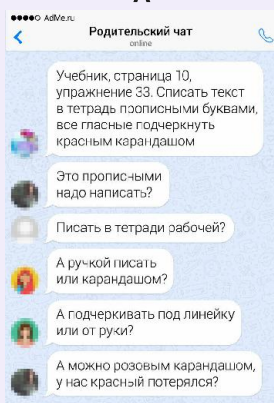 AdMe.ru
Родительский чат
online
Учебник, страница 10,
упражнение 33. Списать текст
в тетрадь прописными буквами,
все гласные подчеркнуть
красным карандашом
Это прописными
надо написать?
Писать в тетради рабочей?
А ручкой писать
или карандашом?
А подчеркивать под линейку
или от руки?
А можно розовым карандашом,
у нас красный потерялся?